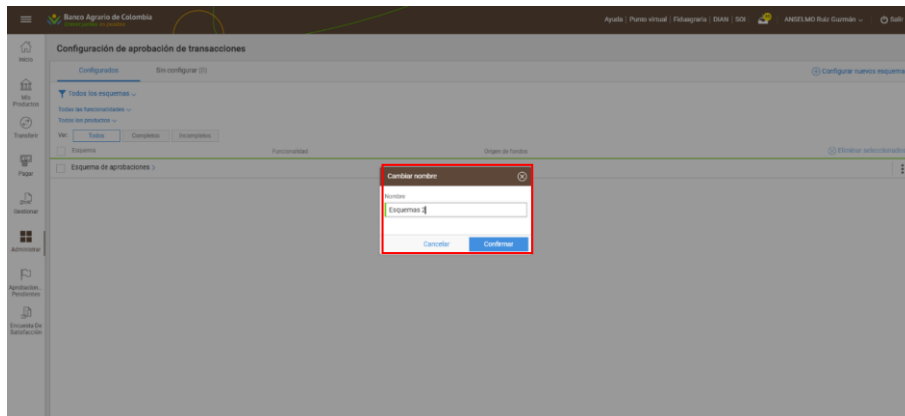 Banco Agrario de Colombia
Ayuda | Punto virtual | Fiduagraria | DIAN | SOI
ANSELMO Ruiz Guzmán
Salir
Inicio
Mis Productos
Transferir
Pagar
Gestionar
Administrar
Aprobacion... Pendientes
Encuesta De Satisfacción
Configuración de aprobación de transacciones
Configurados Sin configurar (0)
Configurar nuevos esquemas
Todos los esquemas
Todas las funcionalidades
Todos los productos
Ver: Todos Completos Incompletos
Esquema Funcionalidad Origen de fondos Eliminar seleccionados
Esquema de aprobaciones >
Cambiar nombre
Nombre
Esquemas 2
Cancelar Confirmar